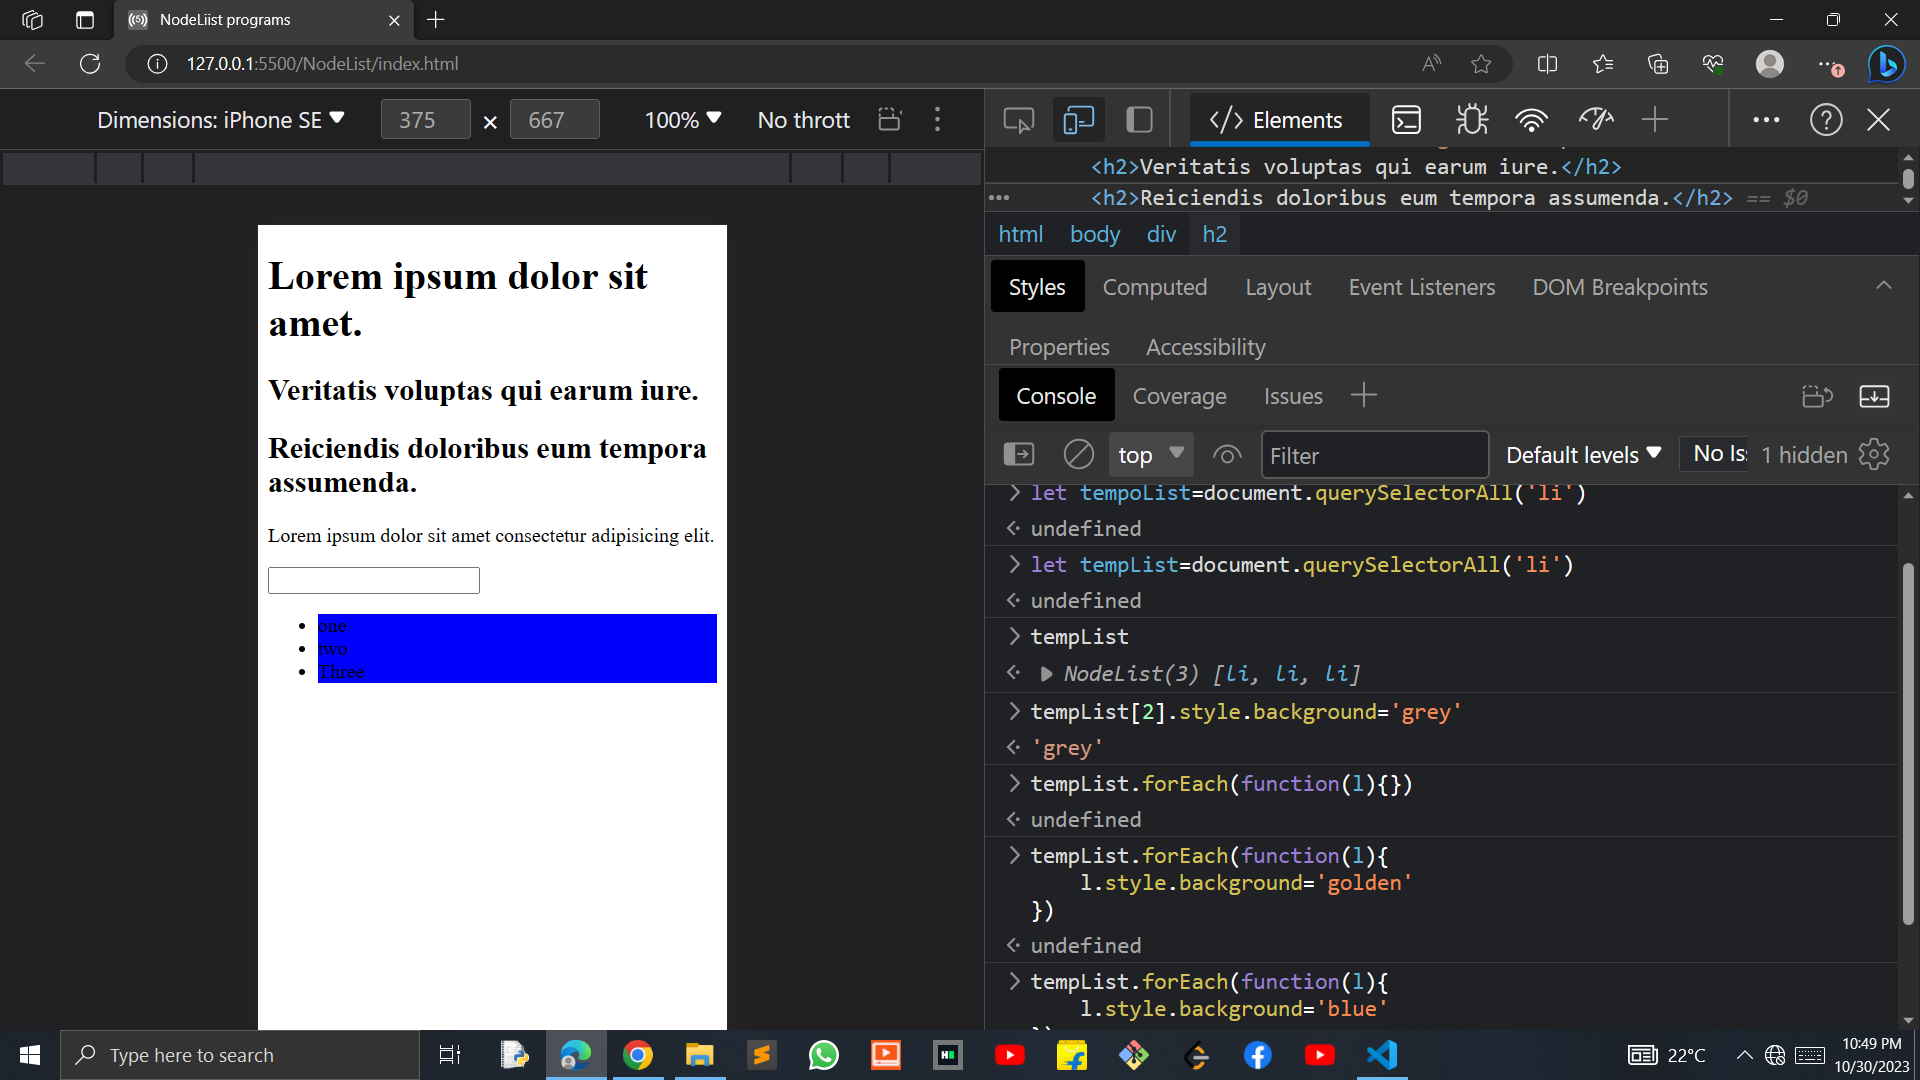 NodeLiist programs
127.0.0.1:5500/NodeList/index.html
Dimensions: iPhone SE
375 × 667
100%
No thrott
Elements
<h2>Veritatis voluptas qui earum iure.</h2>
<h2>Reiciendis doloribus eum tempora assumenda.</h2> == $0
html body div h2
Styles Computed Layout Event Listeners DOM Breakpoints
Properties Accessibility
Console Coverage Issues
top Filter Default levels No Is 1 hidden
let tempoList=document.querySelectorAll('li')
undefined
let tempList=document.querySelectorAll('li')
undefined
tempList
NodeList(3) [li, li, li]
tempList[2].style.background='grey'
'grey'
tempList.forEach(function(l){})
undefined
tempList.forEach(function(l){
l.style.background='golden'
})
undefined
tempList.forEach(function(l){
l.style.background='blue'
})
Lorem ipsum dolor sit
amet.
Veritatis voluptas qui earum iure.
Reiciendis doloribus eum tempora
assumenda.
Lorem ipsum dolor sit amet consectetur adipisicing elit.
one
two
Three
Type here to search
22°C
10:49 PM
10/30/2023